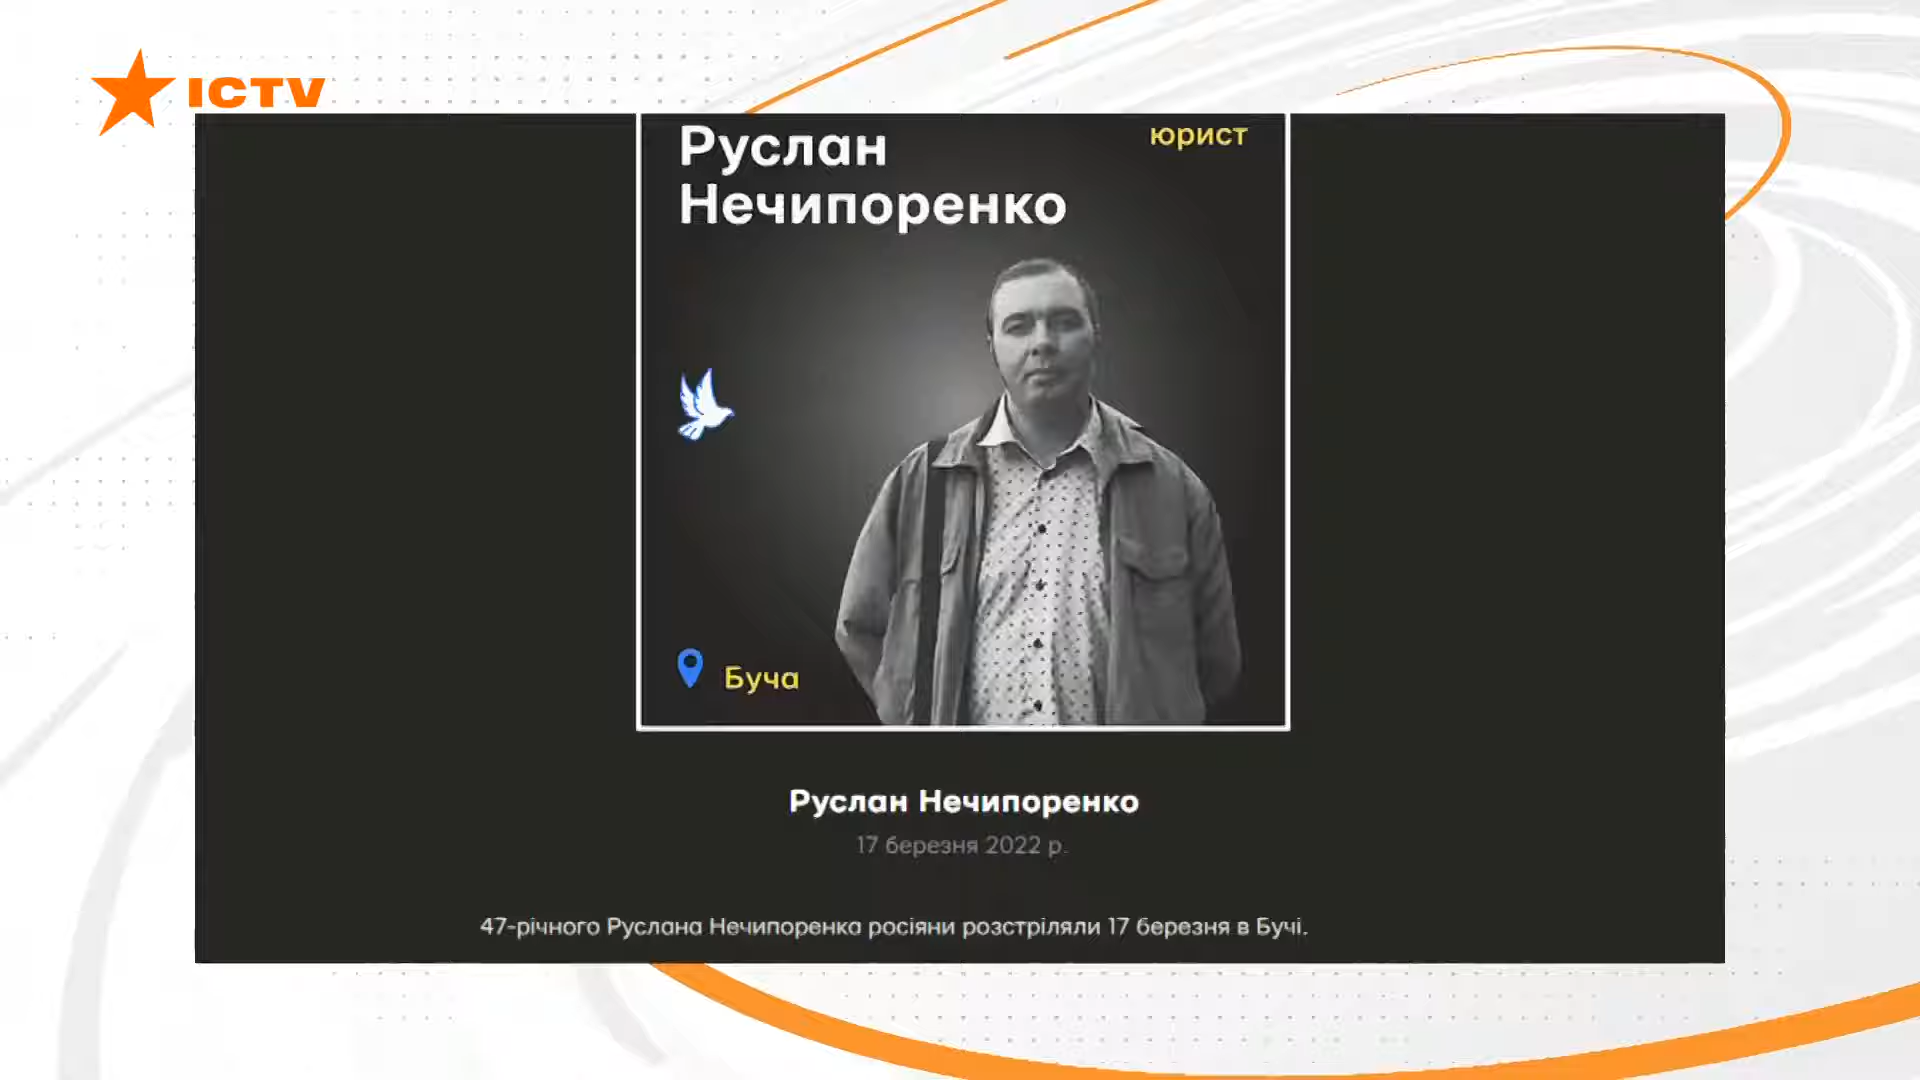 ICTV
Руслан
Нечипоренко
юрист
Буча
Руслан Нечипоренко
17 березня 2022 р.
47-річного Руслана Нечипоренка росіяни розстріляли 17 березня в Бучі.